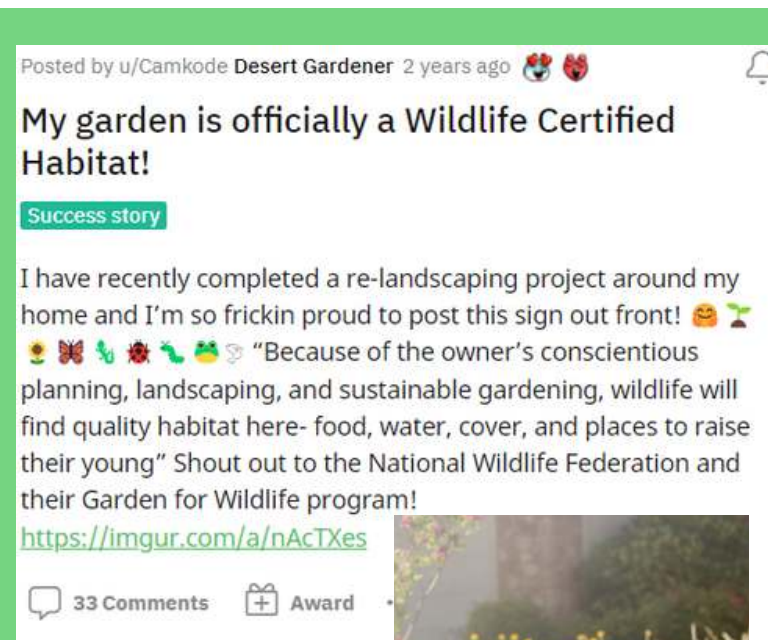 Posted by u/Camkode Desert Gardener 2 years ago
My garden is officially a Wildlife Certified
Habitat!
Success story
I have recently completed a re-landscaping project around my
home and I'm so frickin proud to post this sign out front! 🤗 🌱
🌻 🦋 🦎 🐞 🐛 🐸 🕊 “Because of the owner’s conscientious
planning, landscaping, and sustainable gardening, wildlife will
find quality habitat here- food, water, cover, and places to raise
their young” Shout out to the National Wildlife Federation and
their Garden for Wildlife program!
https://imgur.com/a/nAcTXes
33 Comments Award